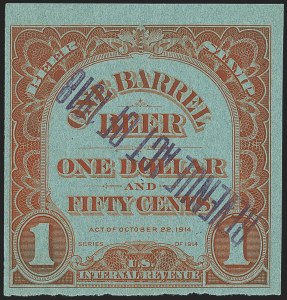 BEER STAMP
ONE BARREL
BEER
ONE DOLLAR
AND
FIFTY CENTS
ACT OF OCTOBER 22, 1914.
SERIES OF 1914
1 1
U.S.
INTERNAL REVENUE